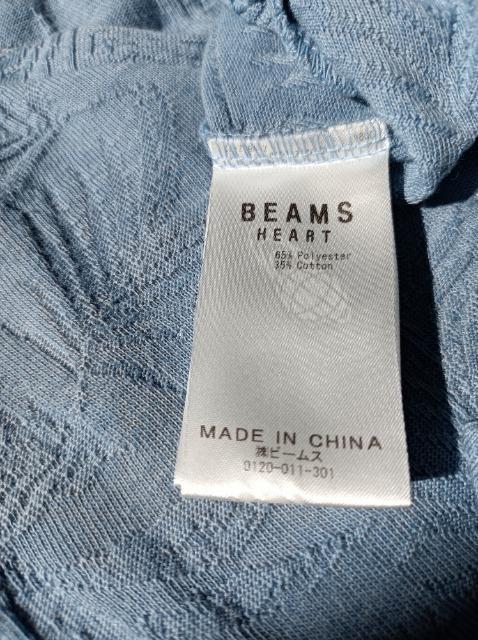 BEAMS
HEART
65% Polyester
35% Cotton
MADE IN CHINA
㈱ビームス
0120-011-301